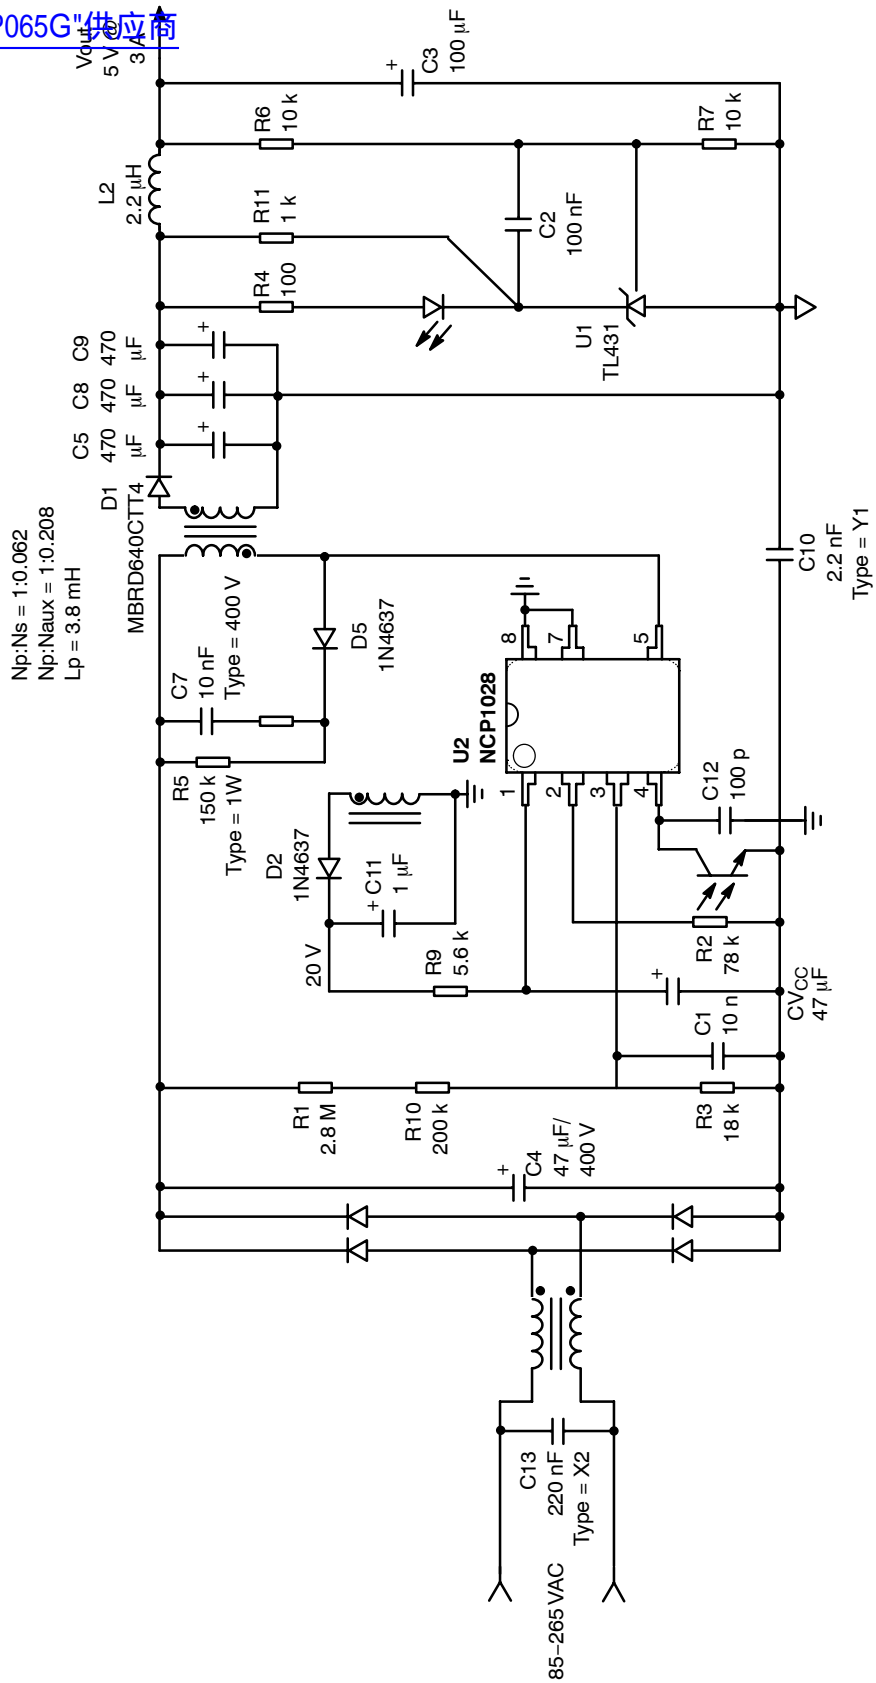 P065G"供应商
Vout
5 V @
3 A
Np:Ns = 1:0.062
Np:Naux = 1:0.208
Lp = 3.8 mH
85−265 VAC
C13
220 nF
Type = X2
C4
47 µF/
400 V
R1
2.8 M
R10
200 k
R3
18 k
C1
10 n
CVCC
47 µF
20 V
R9
5.6 k
R2
78 k
D2
1N4637
+ C11
1 µF
R5
150 k
Type = 1W
C7
10 nF
Type = 400 V
D5
1N4637
U2
NCP1028
1
2
3
4
8
7
5
C12
100 p
C10
2.2 nF
Type = Y1
D1
MBRD640CTT4
C5
470
µF
C8
470
µF
C9
470
µF
+
+
+
R4
100
R11
1 k
L2
2.2 µH
R6
10 k
C2
100 nF
U1
TL431
R7
10 k
C3
100 µF
+
+
+